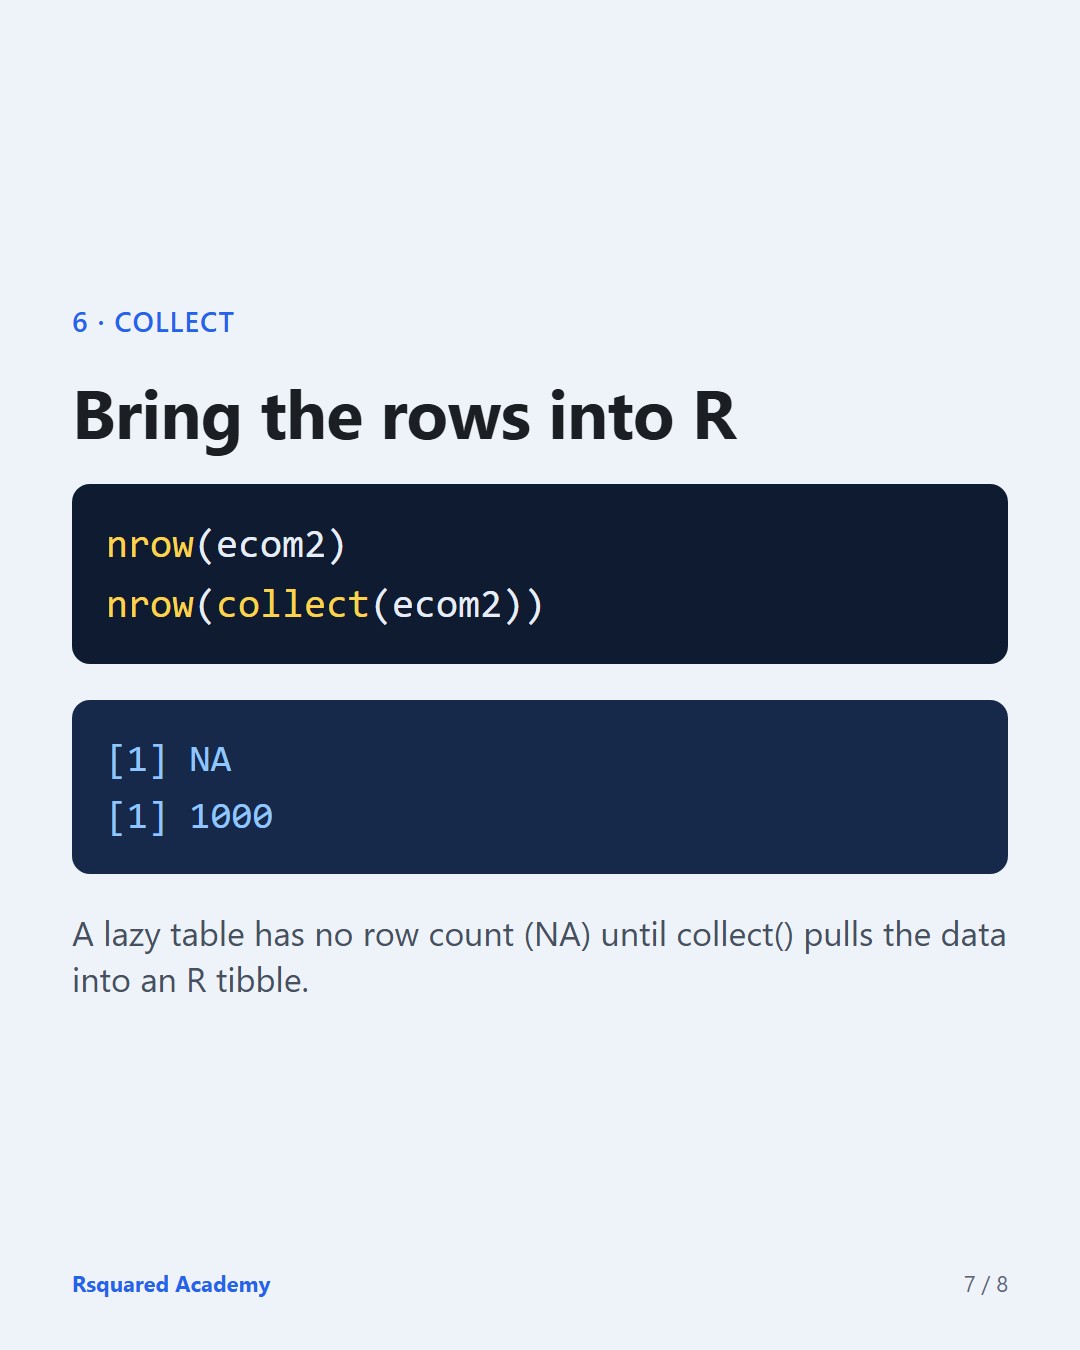 6 · COLLECT
Bring the rows into R
nrow(ecom2)
nrow(collect(ecom2))
[1] NA
[1] 1000
A lazy table has no row count (NA) until collect() pulls the data
into an R tibble.
Rsquared Academy
7 / 8